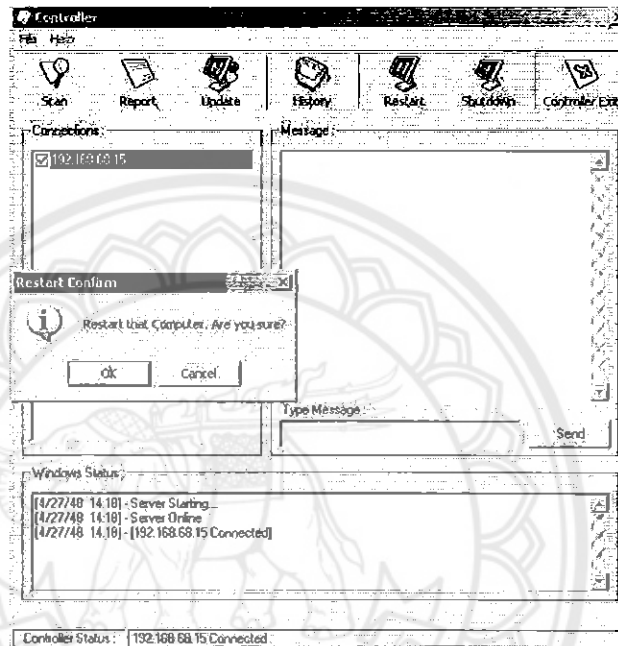 Controller
File Help
Scan Report Update History Restart Shutdown Controller Exit
Connections : Message :
192.168.68.15
Restart Confirm
Restart that Computer, Are you sure?
Ok Cancel
Type Message
Send
Windows Status :
[4/27/48 14:18] - Server Starting...
[4/27/48 14:18] - Server Online
[4/27/48 14:18] - [192.168.68.15 Connected]
Controller Status : 192.168.68.15 Connected